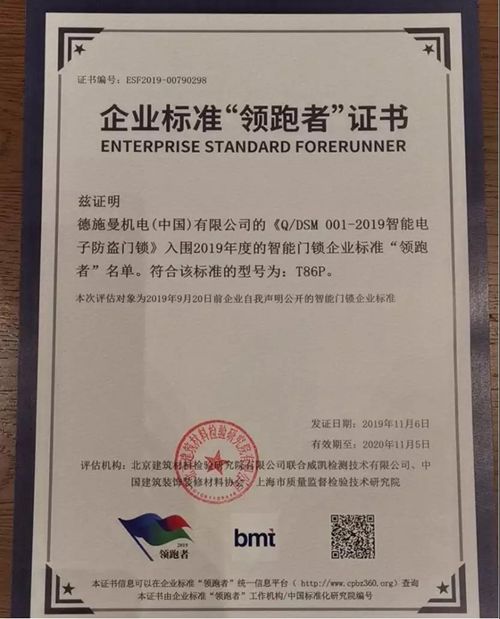 证书编号：ESF2019-00790298
企业标准“领跑者”证书
ENTERPRISE STANDARD FORERUNNER
兹证明
德施曼机电(中国)有限公司的《Q/DSM 001-2019智能电
子防盗门锁》入围2019年度的智能门锁企业标准“领跑
者”名单。符合该标准的型号为：T86P。
本次评估对象为2019年9月20日前企业自我声明公开的智能门锁企业标准
发证日期：2019年11月6日
有效期至：2020年11月5日
评估机构：北京建筑材料检验研究院有限公司联合威凯检测技术有限公司、中
国建筑装饰装修材料协会、上海市质量监督检验技术研究院
建筑材料检验研究院
2019
领跑者
bmt
本证书信息可以在企业标准“领跑者”统一信息平台（ http://www.cpbz360.org）查询
本证书由企业标准“领跑者”工作机构/中国标准化研究院编号